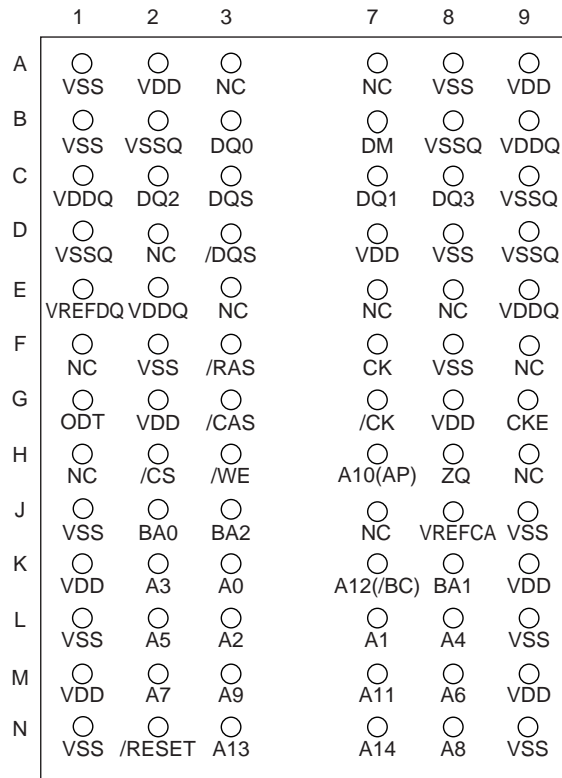 1 2 3 7 8 9
A
VSS VDD NC NC VSS VDD
B
VSS VSSQ DQ0 DM VSSQ VDDQ
C
VDDQ DQ2 DQS DQ1 DQ3 VSSQ
D
VSSQ NC /DQS VDD VSS VSSQ
E
VREFDQ VDDQ NC NC NC VDDQ
F
NC VSS /RAS CK VSS NC
G
ODT VDD /CAS /CK VDD CKE
H
NC /CS /WE A10(AP) ZQ NC
J
VSS BA0 BA2 NC VREFCA VSS
K
VDD A3 A0 A12(/BC) BA1 VDD
L
VSS A5 A2 A1 A4 VSS
M
VDD A7 A9 A11 A6 VDD
N
VSS /RESET A13 A14 A8 VSS